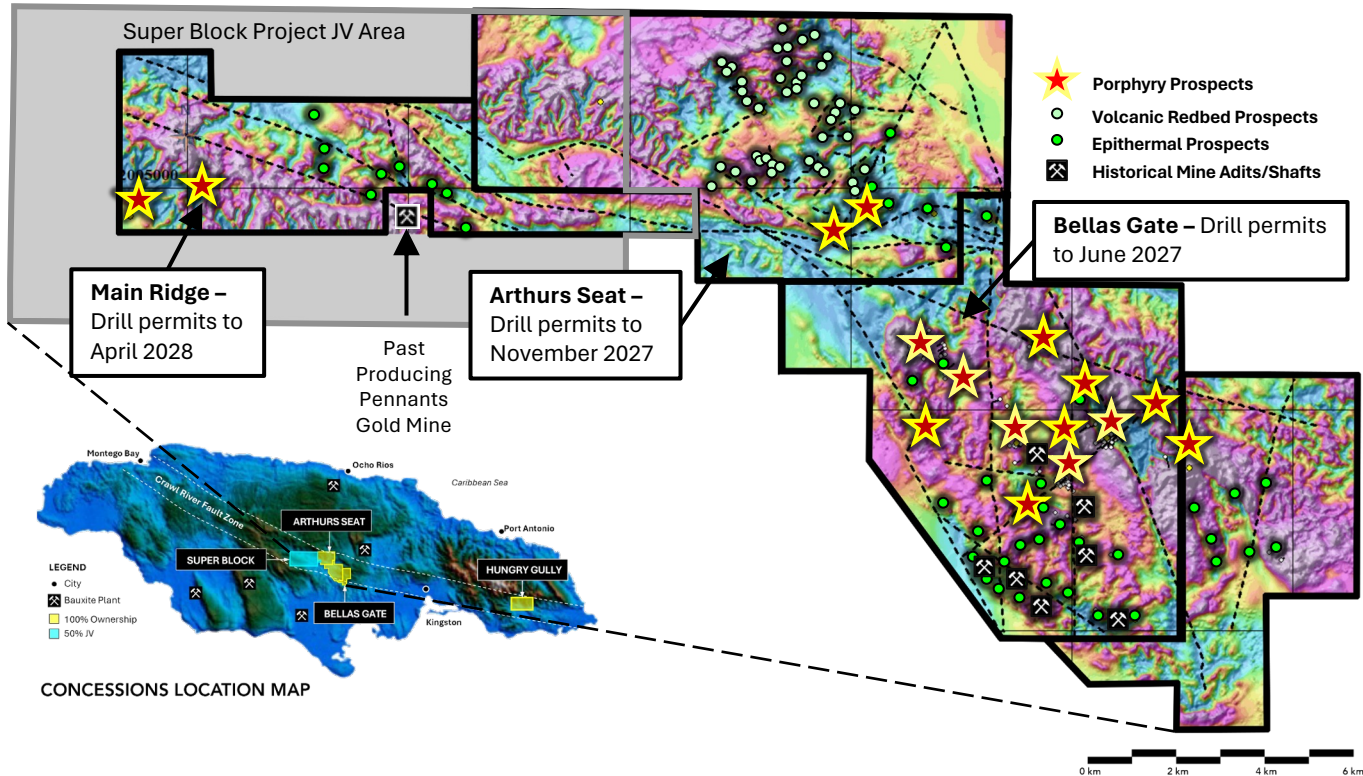 Super Block Project JV Area
Porphyry Prospects
Volcanic Redbed Prospects
Epithermal Prospects
Historical Mine Adits/Shafts
2005000
Bellas Gate – Drill permits
to June 2027
Main Ridge –
Drill permits to
April 2028
Arthurs Seat –
Drill permits to
November 2027
Past
Producing
Pennants
Gold Mine
Montego Bay
Ocho Rios
Caribbean Sea
Crawl River Fault Zone
Port Antonio
ARTHURS SEAT
SUPER BLOCK
HUNGRY GULLY
BELLAS GATE
Kingston
LEGEND
City
Bauxite Plant
100% Ownership
50% JV
CONCESSIONS LOCATION MAP
0 km 2 km 4 km 6 km